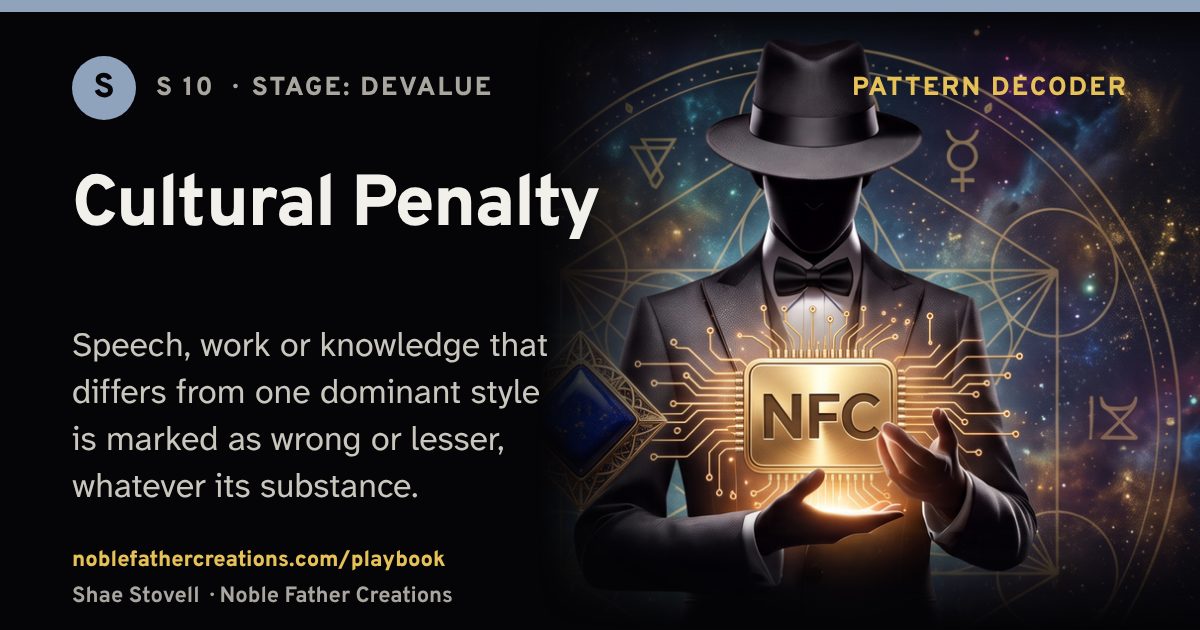 S
S 10 · STAGE: DEVALUE
PATTERN DECODER
Cultural Penalty
Speech, work or knowledge that
differs from one dominant style
is marked as wrong or lesser,
whatever its substance.
NFC
noblefathercreations.com/playbook
Shae Stovell · Noble Father Creations